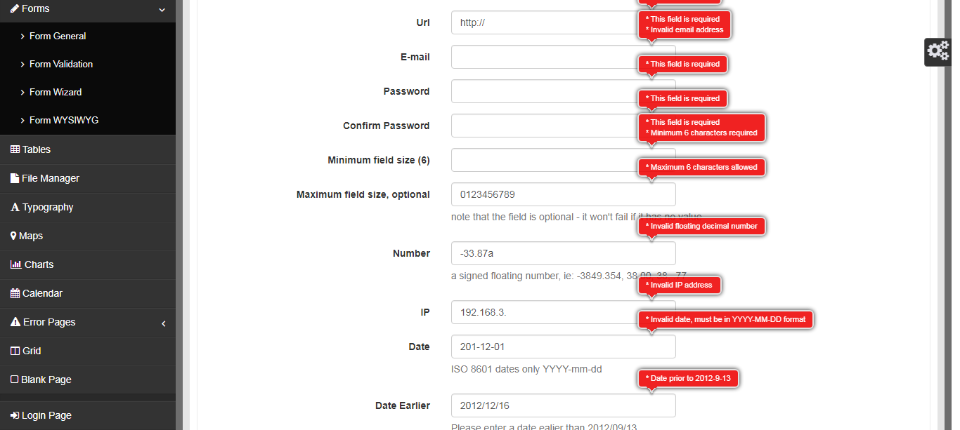 Forms
Form General
Form Validation
Form Wizard
Form WYSIWYG
Tables
File Manager
Typography
Maps
Charts
Calendar
Error Pages
Grid
Blank Page
Login Page
Url
http://
* This field is required
* Invalid email address
E-mail
* This field is required
Password
* This field is required
Confirm Password
* This field is required
* Minimum 6 characters required
Minimum field size (6)
* Maximum 6 characters allowed
Maximum field size, optional
0123456789
note that the field is optional - it won't fail if it has no value
* Invalid floating decimal number
Number
-33.87a
a signed floating number, ie: -3849.354, 38.00, 38, .77
* Invalid IP address
IP
192.168.3.
* Invalid date, must be in YYYY-MM-DD format
Date
201-12-01
ISO 8601 dates only YYYY-mm-dd
* Date prior to 2012-9-13
Date Earlier
2012/12/16
Please enter a date ealier than 2012/09/13